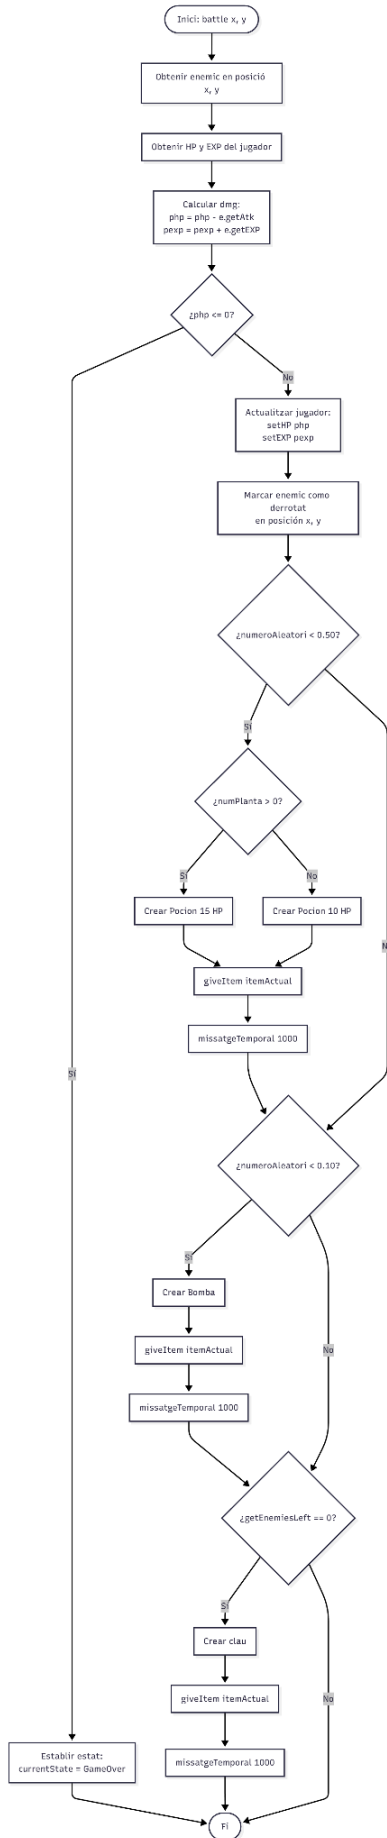 Inici: battle x, y
Obtenir enemic en posició
x, y
Obtenir HP y EXP del jugador
Calcular dmg:
php = php - e.getAtk
pexp = pexp + e.getEXP
¿php <= 0?
No
Actualitzar jugador:
setHP php
setEXP pexp
Marcar enemic como
derrotat
en posición x, y
¿numeroAleatori < 0.50?
Sí
¿numPlanta > 0?
Sí
No
Crear Pocion 15 HP
Crear Pocion 10 HP
N
giveItem itemActual
missatgeTemporal 1000
Sí
¿numeroAleatori < 0.10?
Sí
Crear Bomba
giveItem itemActual
No
missatgeTemporal 1000
¿getEnemiesLeft == 0?
Sí
Crear clau
giveItem itemActual
No
Establir estat:
currentState = GameOver
missatgeTemporal 1000
Fí